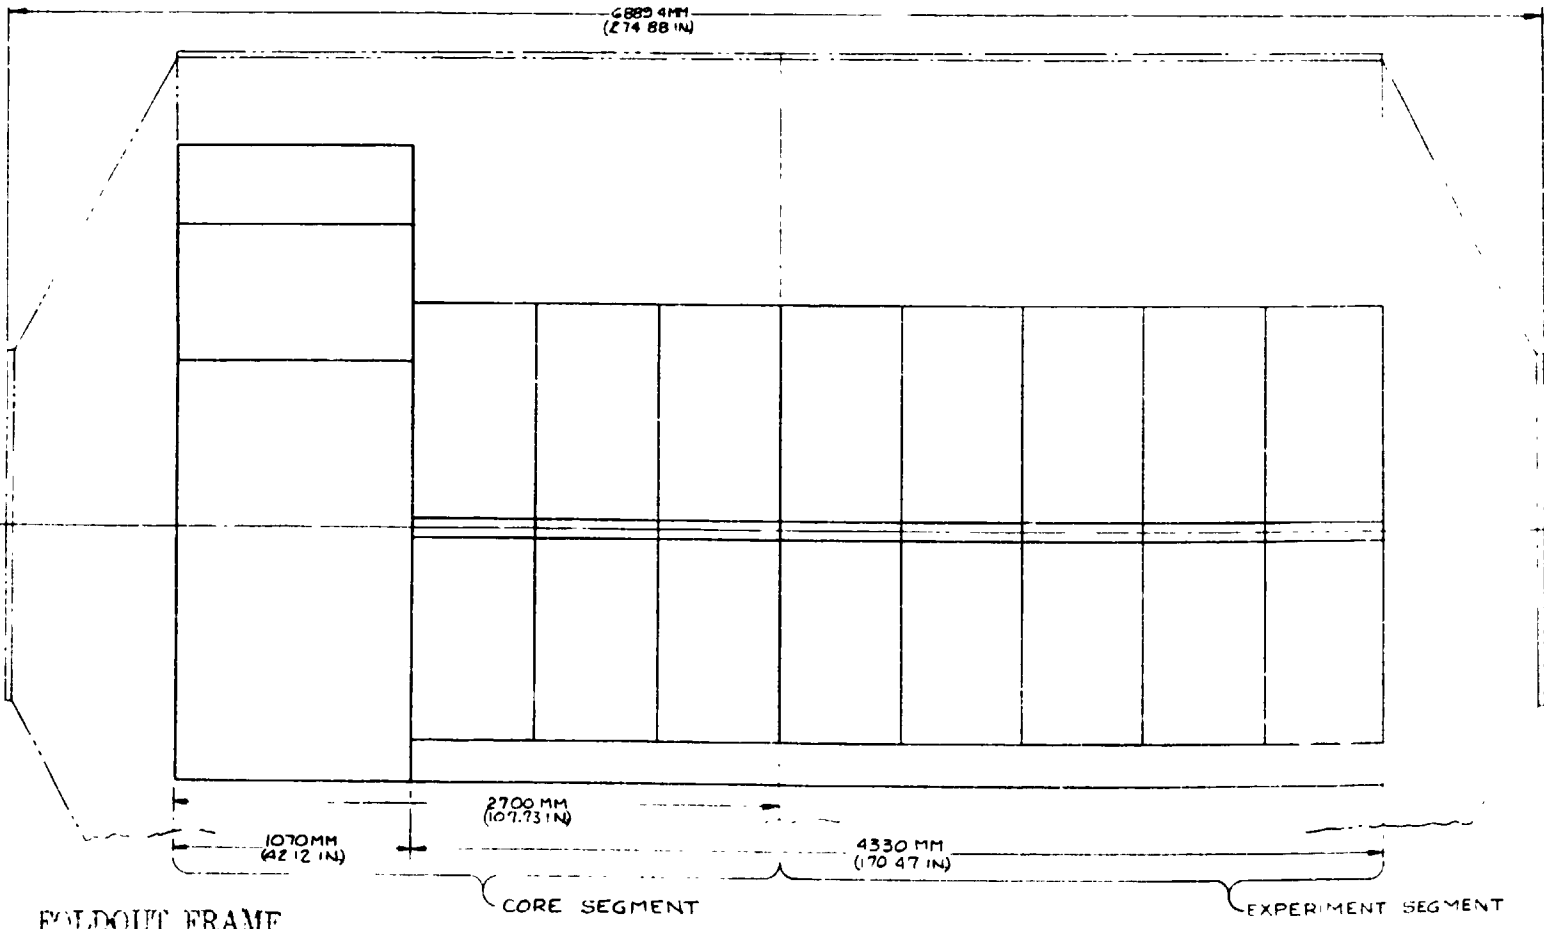 6889.4MM
(274 88 IN)
2700 MM
(107.73 IN)
1070MM
(42 12 IN)
4330 MM
(170 47 IN)
CORE SEGMENT
EXPERIMENT SEGMENT
FOLDOUT FRAME